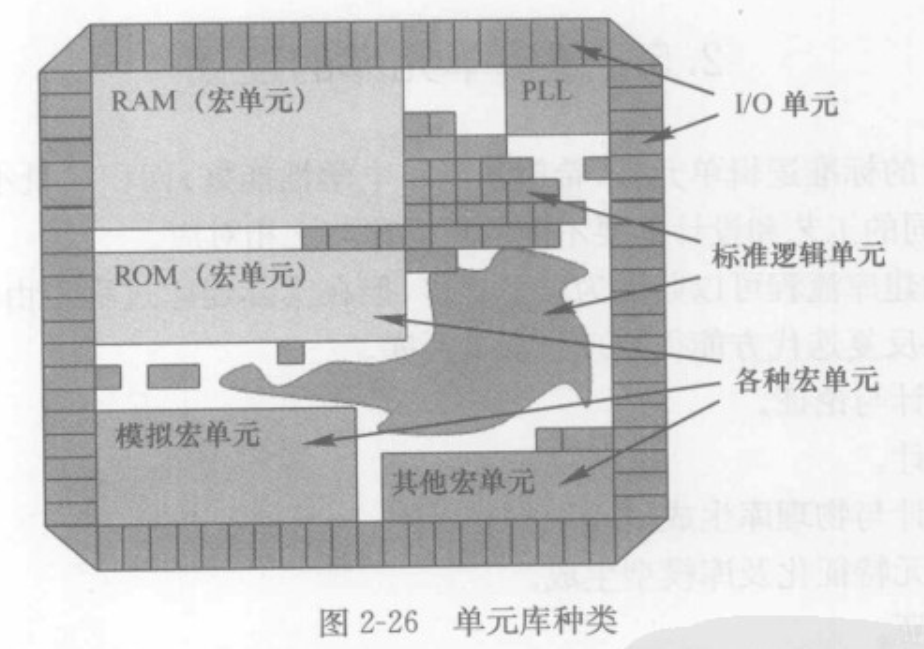 RAM（宏单元）
PLL
I/O 单元
标准逻辑单元
ROM（宏单元）
各种宏单元
模拟宏单元
其他宏单元
图 2-26 单元库种类